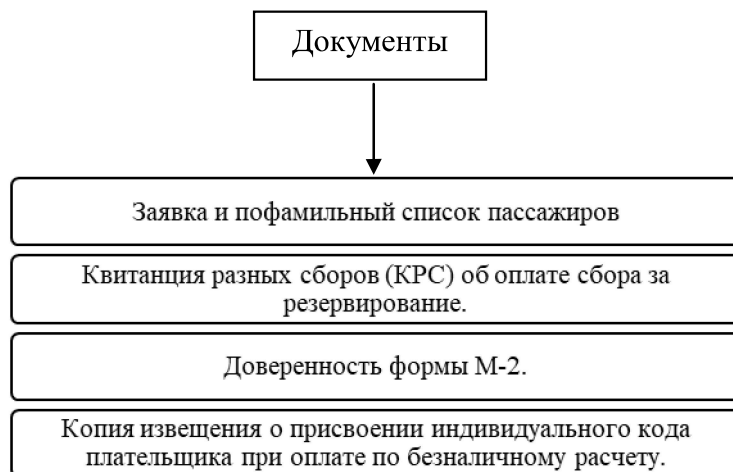 Документы
Заявка и пофамильный список пассажиров
Квитанция разных сборов (КРС) об оплате сбора за
резервирование.
Доверенность формы М-2.
Копия извещения о присвоении индивидуального кода
плательщика при оплате по безналичному расчету.